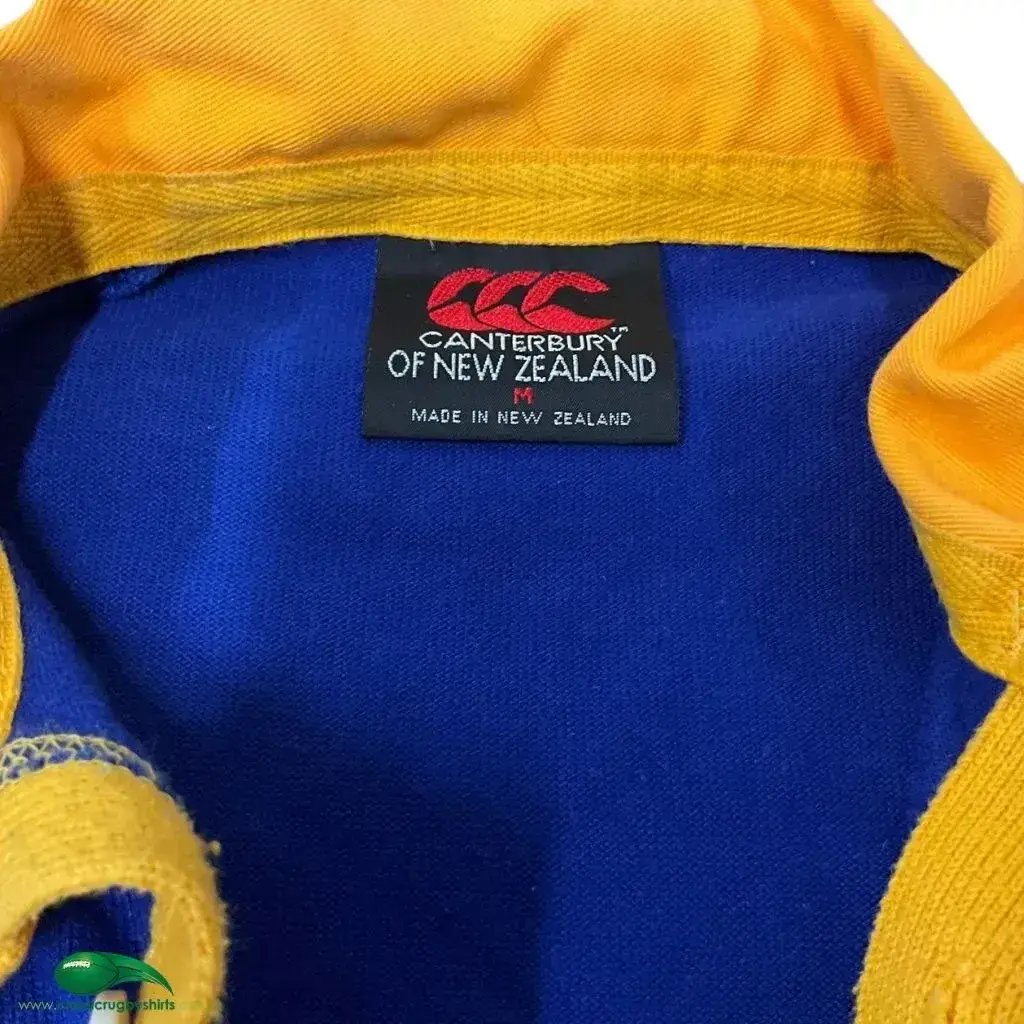 CANTERBURY™
OF NEW ZEALAND
M
MADE IN NEW ZEALAND